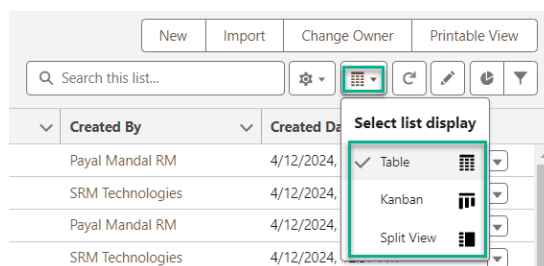 New Import Change Owner Printable View
Search this list...
Created By Created Da
Select list display
Payal Mandal RM 4/12/2024, Table
SRM Technologies 4/12/2024, Kanban
Payal Mandal RM 4/12/2024,
Split View
SRM Technologies 4/12/2024,